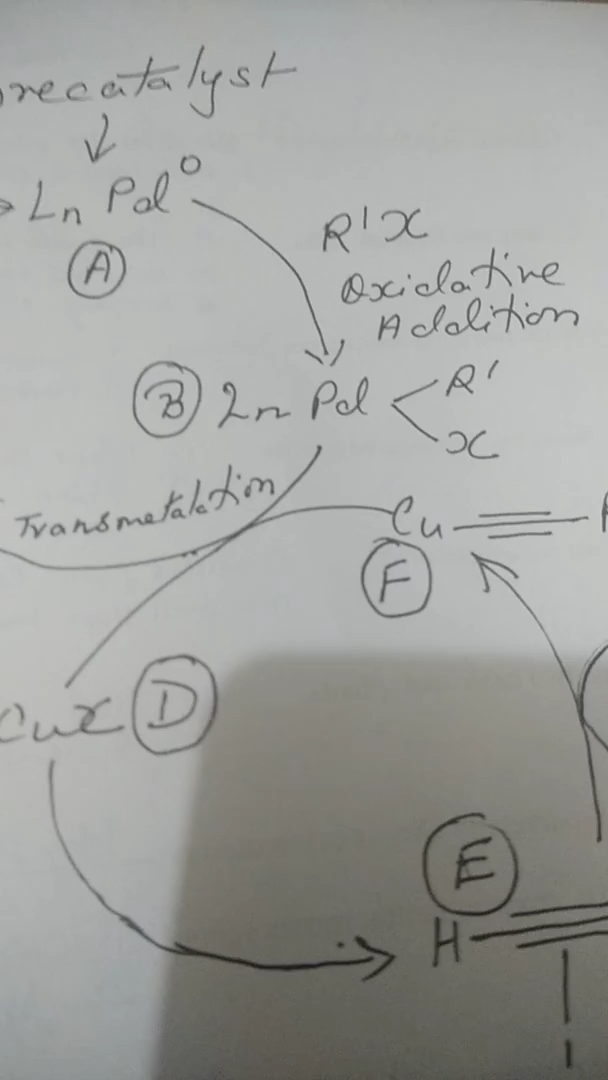 recatalyst
Ln Pd⁰
A
R'X
Oxidative
Addition
B Ln Pd R'
X
Transmetalation
Cu ≡
F
CuX D
E
H ≡